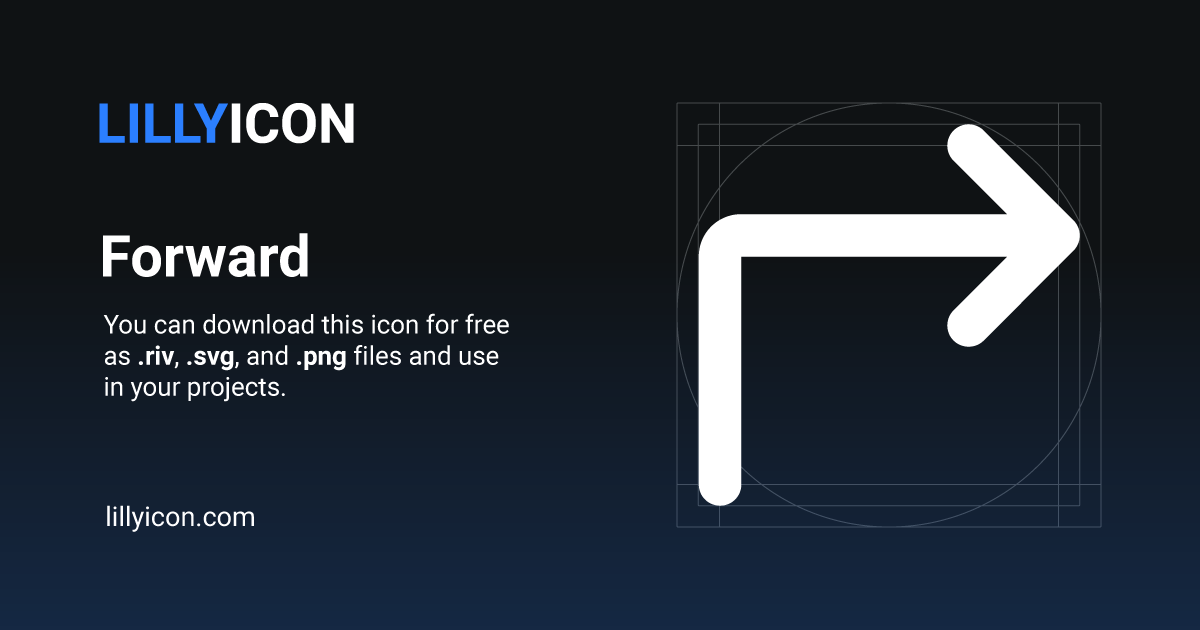 LILLYICON
Forward
You can download this icon for free
as .riv, .svg, and .png files and use
in your projects.
lillyicon.com